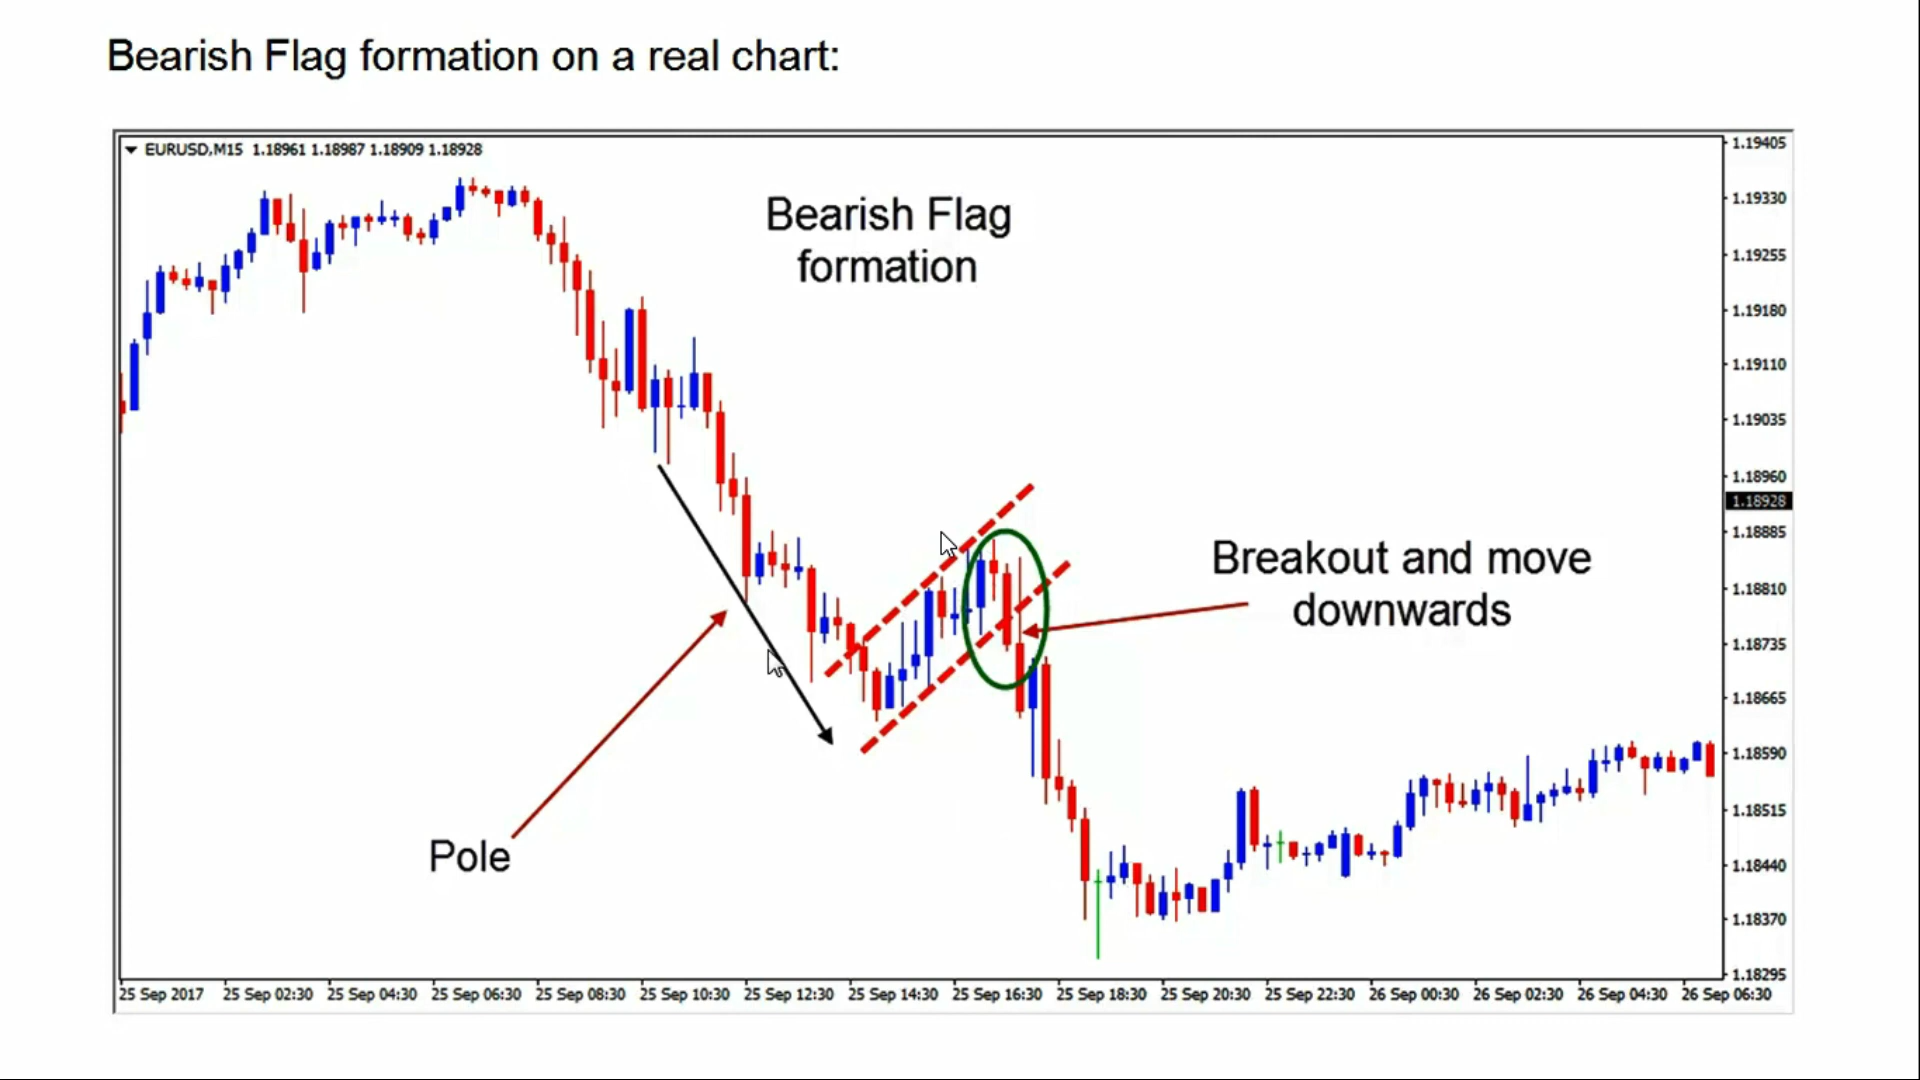 Bearish Flag formation on a real chart:
EURUSD,M15 1.18961 1.18987 1.18909 1.18928
Bearish Flag
formation
Breakout and move
downwards
Pole
1.19405
1.19330
1.19255
1.19180
1.19110
1.19035
1.18960
1.18928
1.18885
1.18810
1.18735
1.18665
1.18590
1.18515
1.18440
1.18370
1.18295
25 Sep 2017 25 Sep 02:30 25 Sep 04:30 25 Sep 06:30 25 Sep 08:30 25 Sep 10:30 25 Sep 12:30 25 Sep 14:30 25 Sep 16:30 25 Sep 18:30 25 Sep 20:30 25 Sep 22:30 26 Sep 00:30 26 Sep 02:30 26 Sep 04:30 26 Sep 06:30